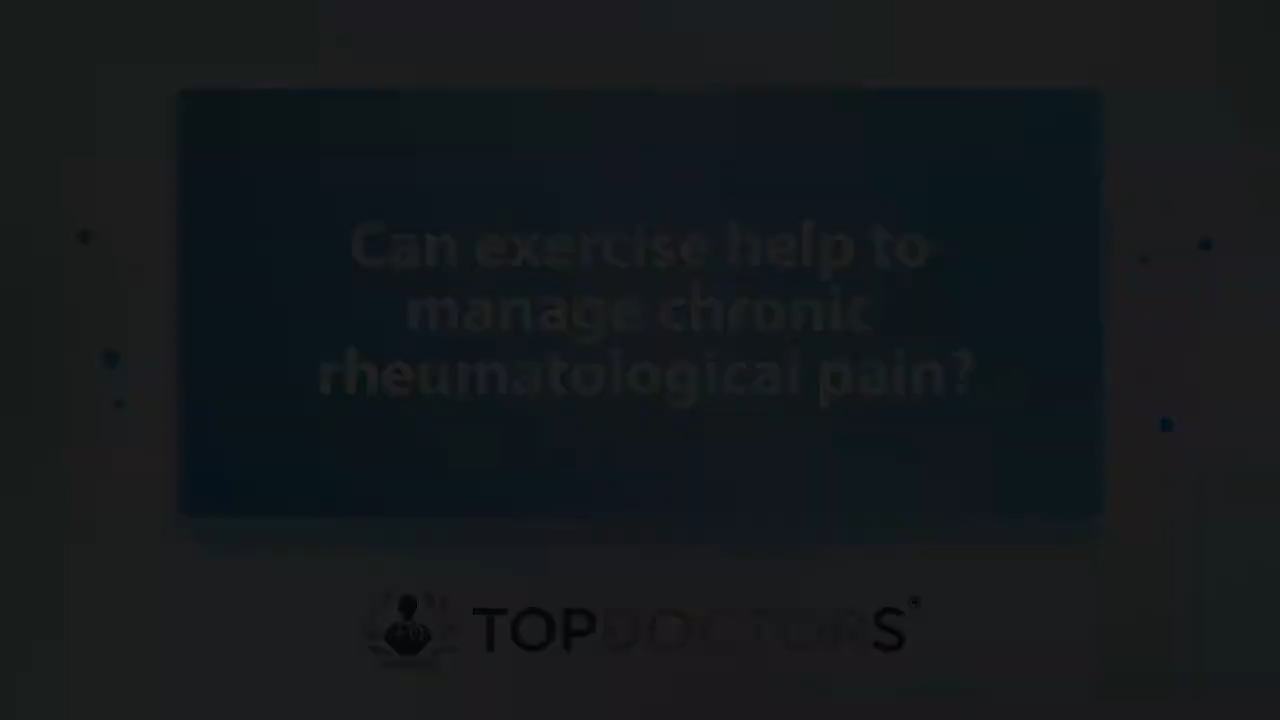 Can exercise help to
manage chronic
rheumatological pain?
TOPDOCTORS